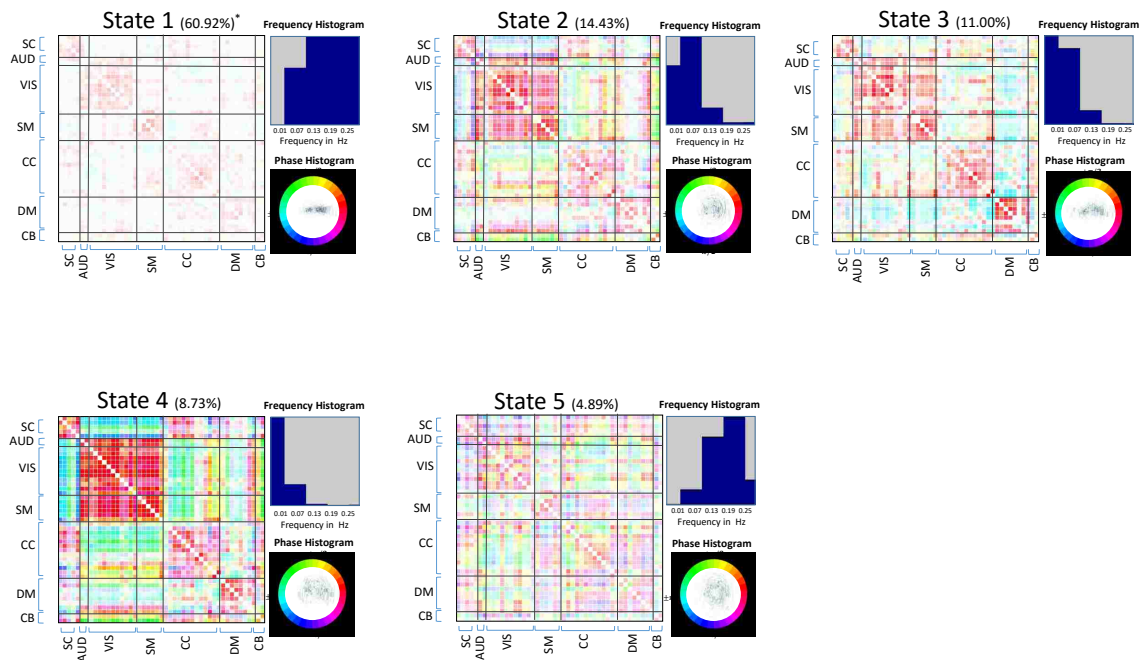 State 1 (60.92%)*
Frequency Histogram
SC
AUD
VIS
SM
CC
DM
CB
0.01 0.07 0.13 0.19 0.25
Frequency in Hz
Phase Histogram
SC
AUD
VIS
SM
CC
DM
CB
State 2 (14.43%)
Frequency Histogram
SC
AUD
VIS
SM
CC
DM
CB
0.01 0.07 0.13 0.19 0.25
Frequency in Hz
Phase Histogram
SC
AUD
VIS
SM
CC
DM
CB
State 3 (11.00%)
Frequency Histogram
SC
AUD
VIS
SM
CC
DM
CB
0.01 0.07 0.13 0.19 0.25
Frequency in Hz
Phase Histogram
SC
AUD
VIS
SM
CC
DM
CB
State 4 (8.73%)
Frequency Histogram
SC
AUD
VIS
SM
CC
DM
CB
0.01 0.07 0.13 0.19 0.25
Frequency in Hz
Phase Histogram
SC
AUD
VIS
SM
CC
DM
CB
State 5 (4.89%)
Frequency Histogram
SC
AUD
VIS
SM
CC
DM
CB
0.01 0.07 0.13 0.19 0.25
Frequency in Hz
Phase Histogram
SC
AUD
VIS
SM
CC
DM
CB